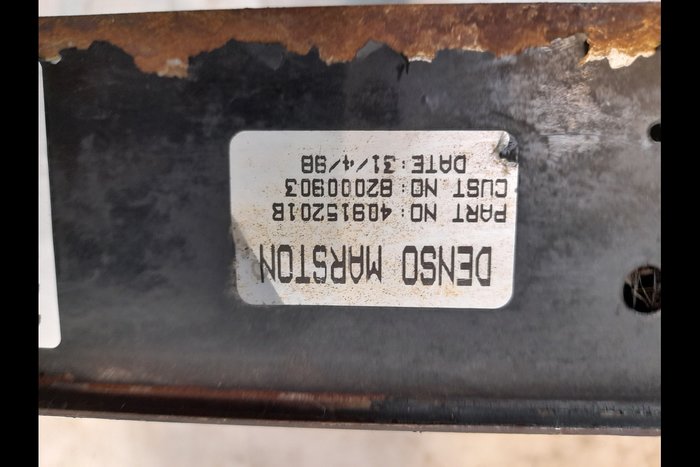 DENSO MARSTON
PART NO: 40915201B
CUST NO: 82000903
DATE: 31/4/98